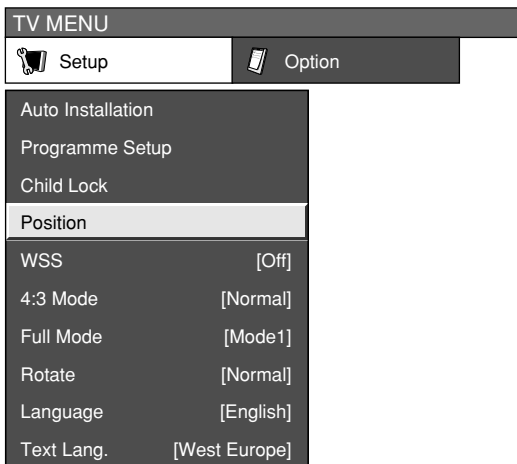 TV MENU
Setup Option
Auto Installation
Programme Setup
Child Lock
Position
WSS [Off]
4:3 Mode [Normal]
Full Mode [Mode1]
Rotate [Normal]
Language [English]
Text Lang. [West Europe]